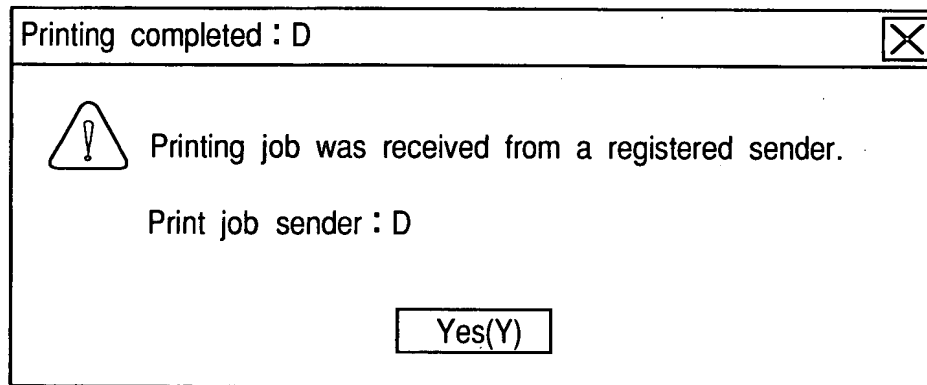 Printing completed : D
Printing job was received from a registered sender.
Print job sender : D
Yes(Y)